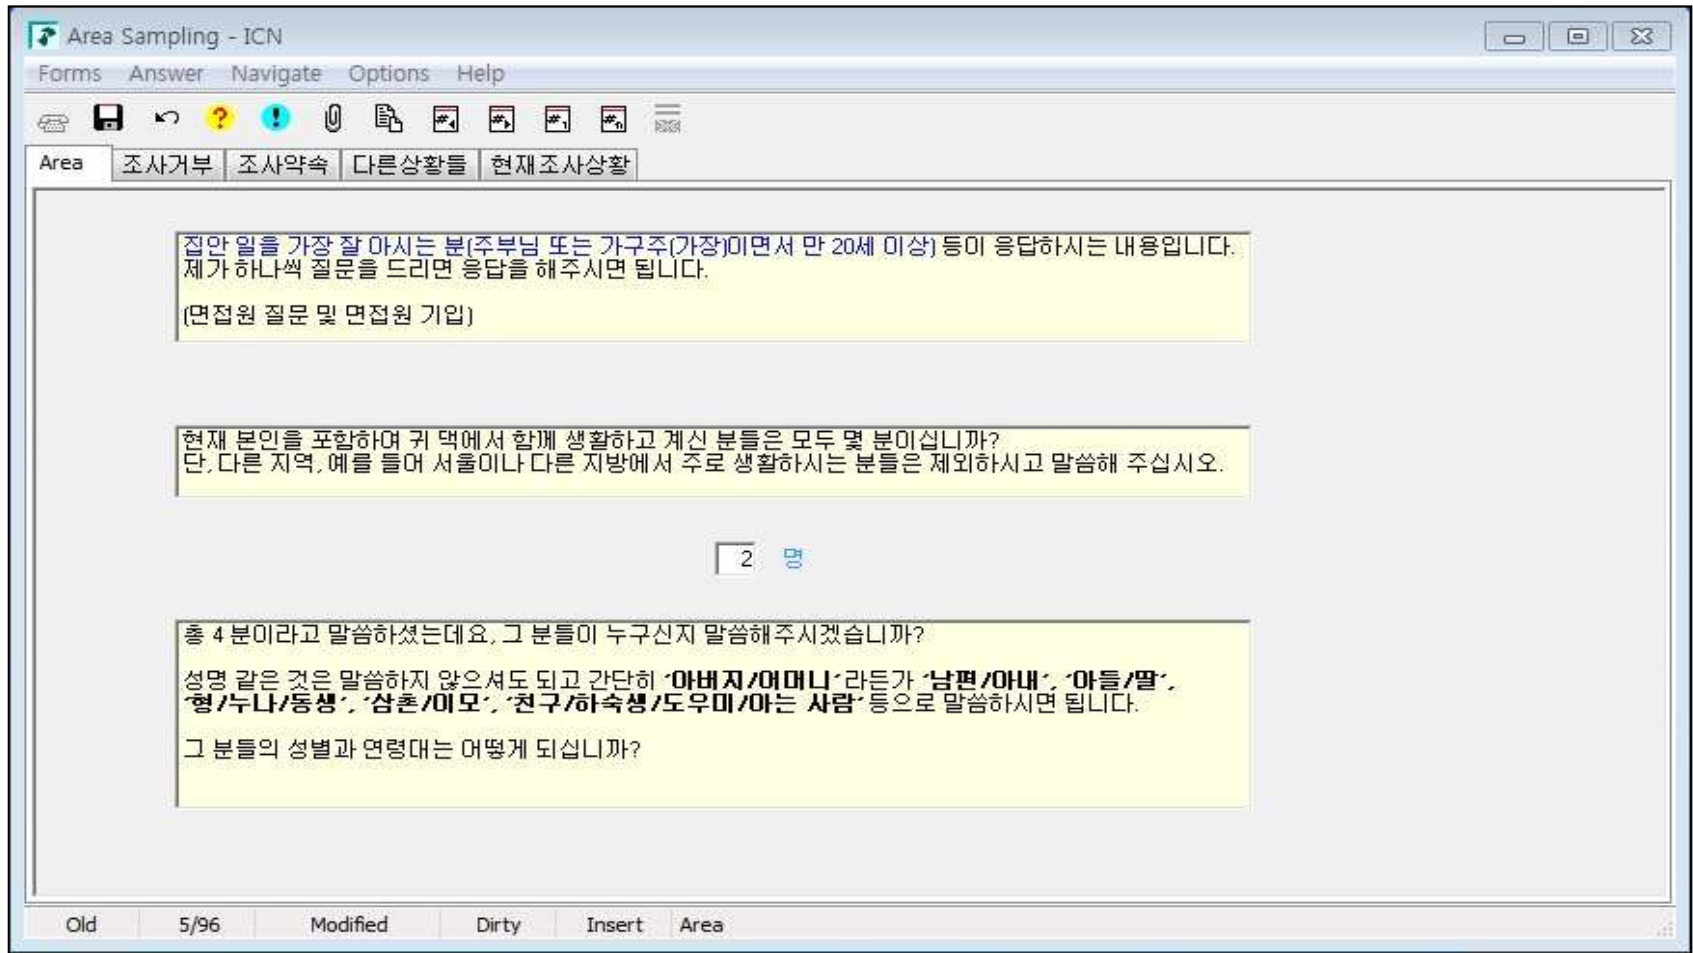 Area Sampling - ICN
Forms Answer Navigate Options Help
Area 조사거부 조사약속 다른상황들 현재조사상황
집안 일을 가장 잘 아시는 분(주부님 또는 가구주(가장)이면서 만 20세 이상) 등이 응답하시는 내용입니다.
제가 하나씩 질문을 드리면 응답을 해주시면 됩니다.
(면접원 질문 및 면접원 기입)
현재 본인을 포함하여 귀 댁에서 함께 생활하고 계신 분들은 모두 몇 분이십니까?
단, 다른 지역, 예를 들어 서울이나 다른 지방에서 주로 생활하시는 분들은 제외하시고 말씀해 주십시오.
2 명
총 4 분이라고 말씀하셨는데요, 그 분들이 누구신지 말씀해주시겠습니까?
성명 같은 것은 말씀하지 않으셔도 되고 간단히 '아버지/어머니' 라든가 '남편/아내', '아들/딸',
'형/누나/동생', '삼촌/이모', '친구/하숙생/도우미/아는 사람' 등으로 말씀하시면 됩니다.
그 분들의 성별과 연령대는 어떻게 되십니까?
Old 5/96 Modified Dirty Insert Area